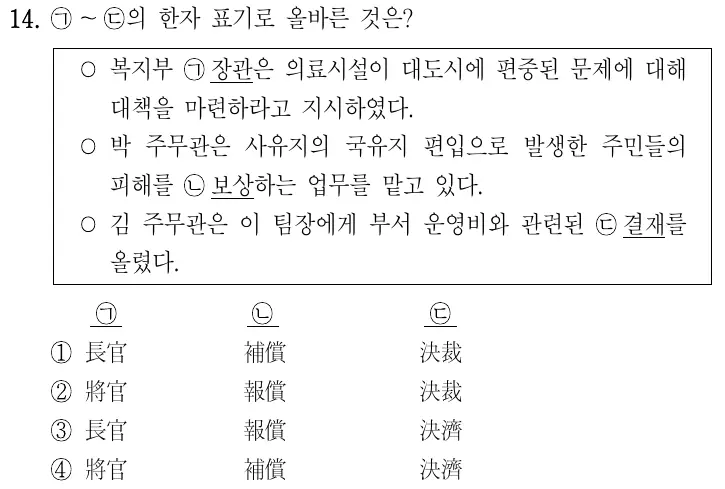 14. ㉠ ~ ㉢의 한자 표기로 올바른 것은?
○ 복지부 ㉠ 장관은 의료시설이 대도시에 편중된 문제에 대해
대책을 마련하라고 지시하였다.
○ 박 주무관은 사유지의 국유지 편입으로 발생한 주민들의
피해를 ㉡ 보상하는 업무를 맡고 있다.
○ 김 주무관은 이 팀장에게 부서 운영비와 관련된 ㉢ 결재를
올렸다.
㉠ ㉡ ㉢
① 長官 補償 決裁
② 將官 報償 決裁
③ 長官 報償 決濟
④ 將官 補償 決濟